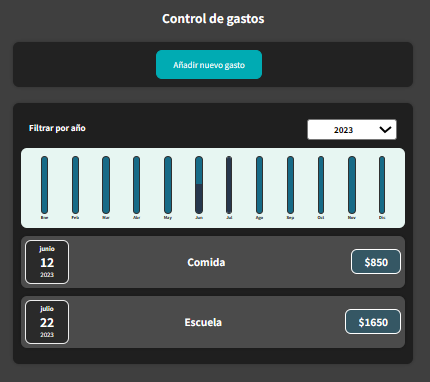 Control de gastos
Añadir nuevo gasto
Filtrar por año
2023
Ene Feb Mar Abr May Jun Jul Ago Sep Oct Nov Dic
junio
12
2023
Comida
$850
julio
22
2023
Escuela
$1650